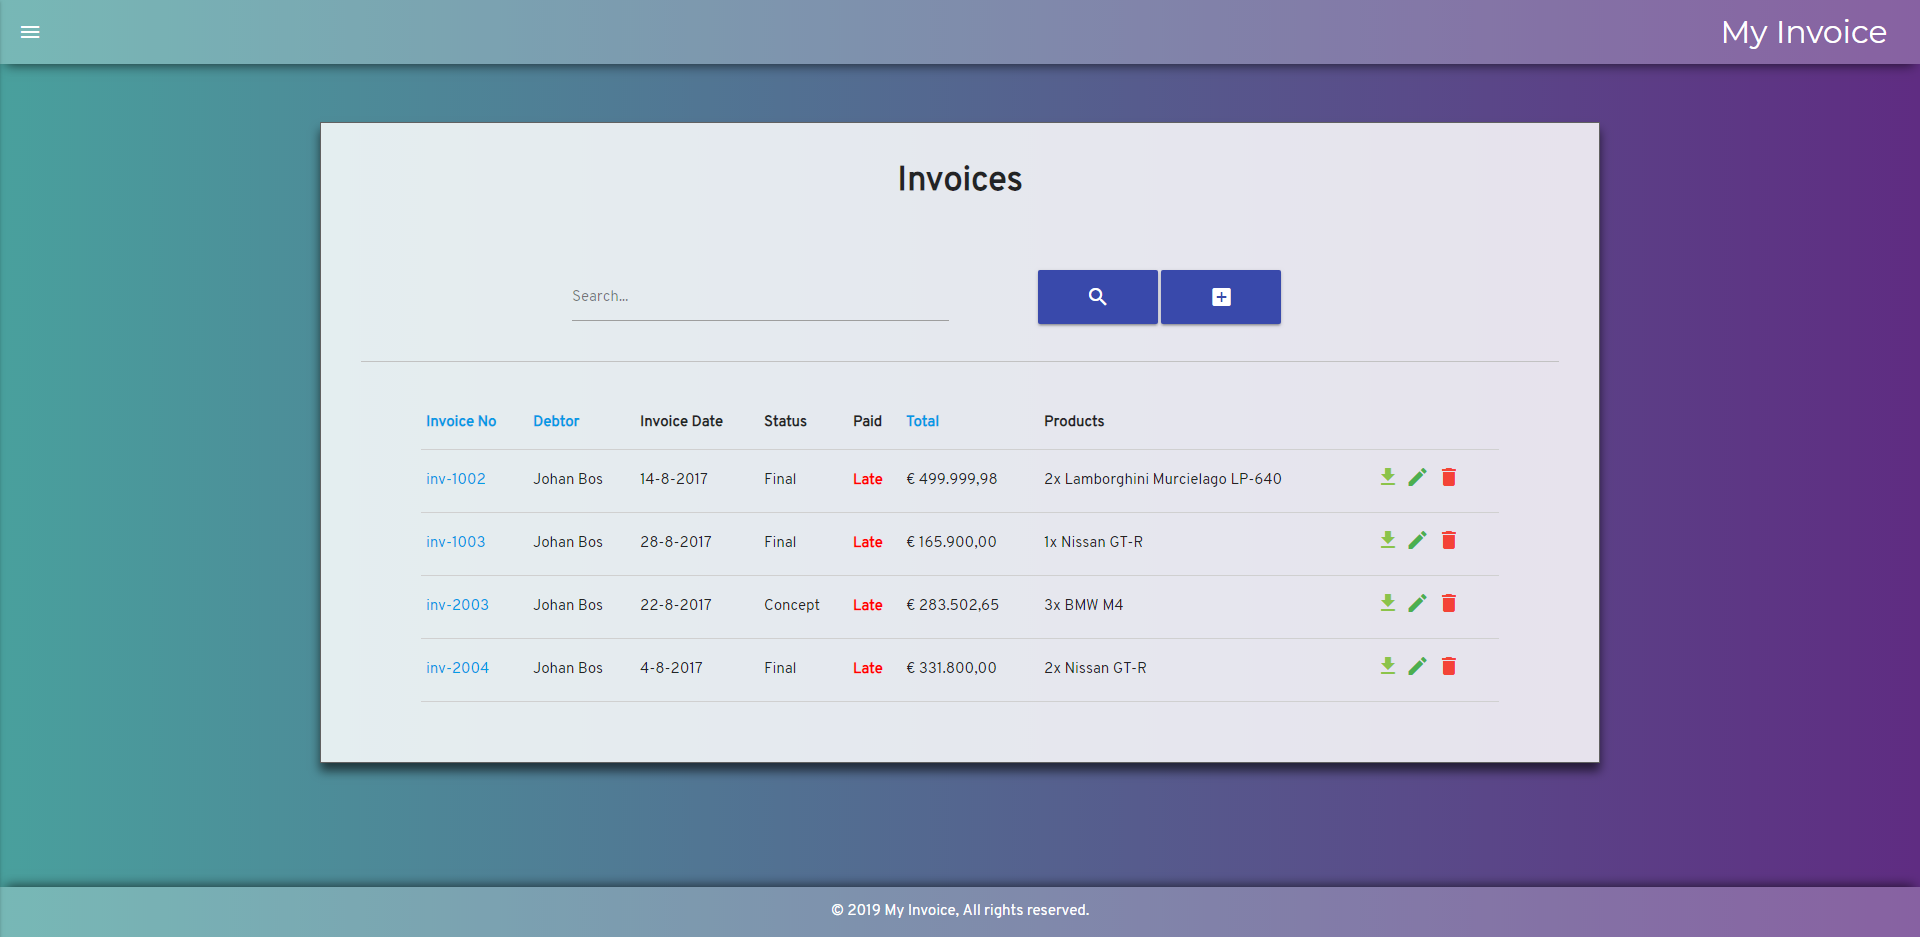 My Invoice
Invoices
Search...
Invoice No Debtor Invoice Date Status Paid Total Products
inv-1002 Johan Bos 14-8-2017 Final Late € 499.999,98 2x Lamborghini Murcielago LP-640
inv-1003 Johan Bos 28-8-2017 Final Late € 165.900,00 1x Nissan GT-R
inv-2003 Johan Bos 22-8-2017 Concept Late € 283.502,65 3x BMW M4
inv-2004 Johan Bos 4-8-2017 Final Late € 331.800,00 2x Nissan GT-R
© 2019 My Invoice, All rights reserved.